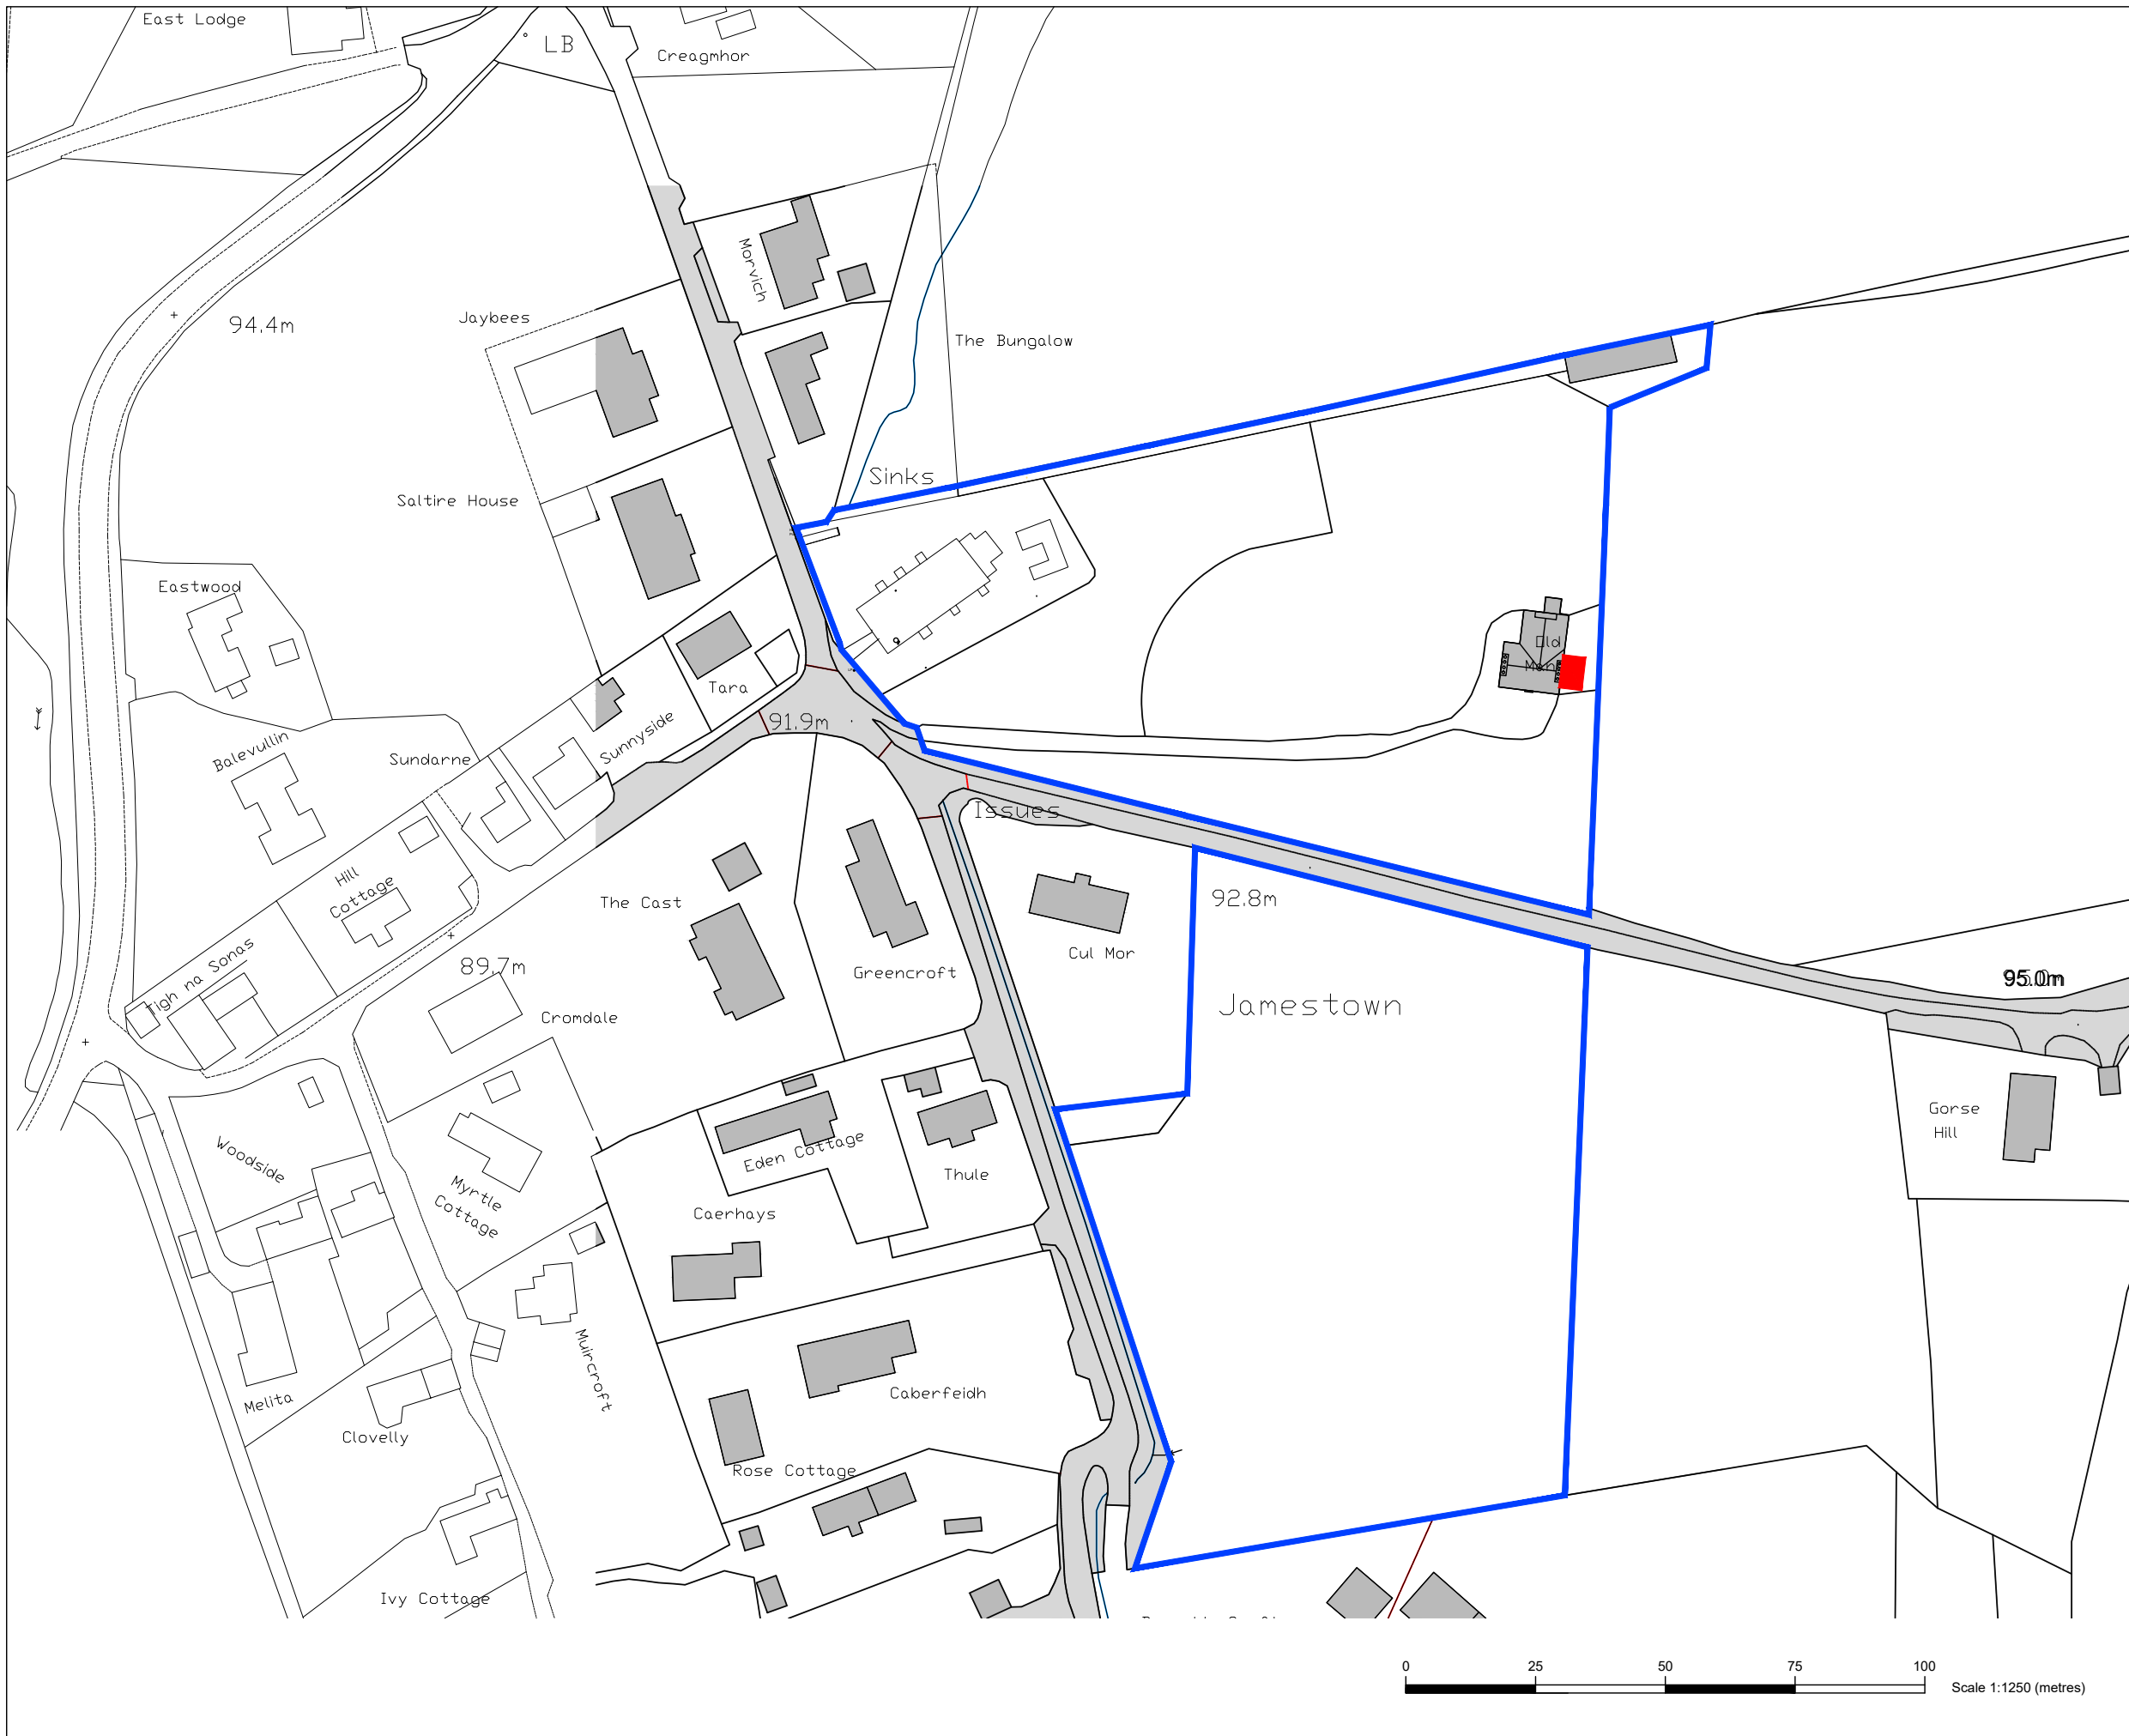 East Lodge
LB
Creagmhor
Morvich
94.4m
Jaybees
The Bungalow
Sinks
Saltire House
Eastwood
Old
Tara
91.9m
Sunnyside
Balevullin
Sundarne
Issues
Hill
Cottage
The Cast
92.8m
Cul Mor
Tigh na Sonas
89.7m
Greencroft
95.0m
Jamestown
Cromdale
Gorse
Hill
Woodside
Eden Cottage
Thule
Myrtle
Cottage
Caerhays
Muircroft
Melita
Caberfeidh
Clovelly
Rose Cottage
Ivy Cottage
0 25 50 75 100
Scale 1:1250 (metres)